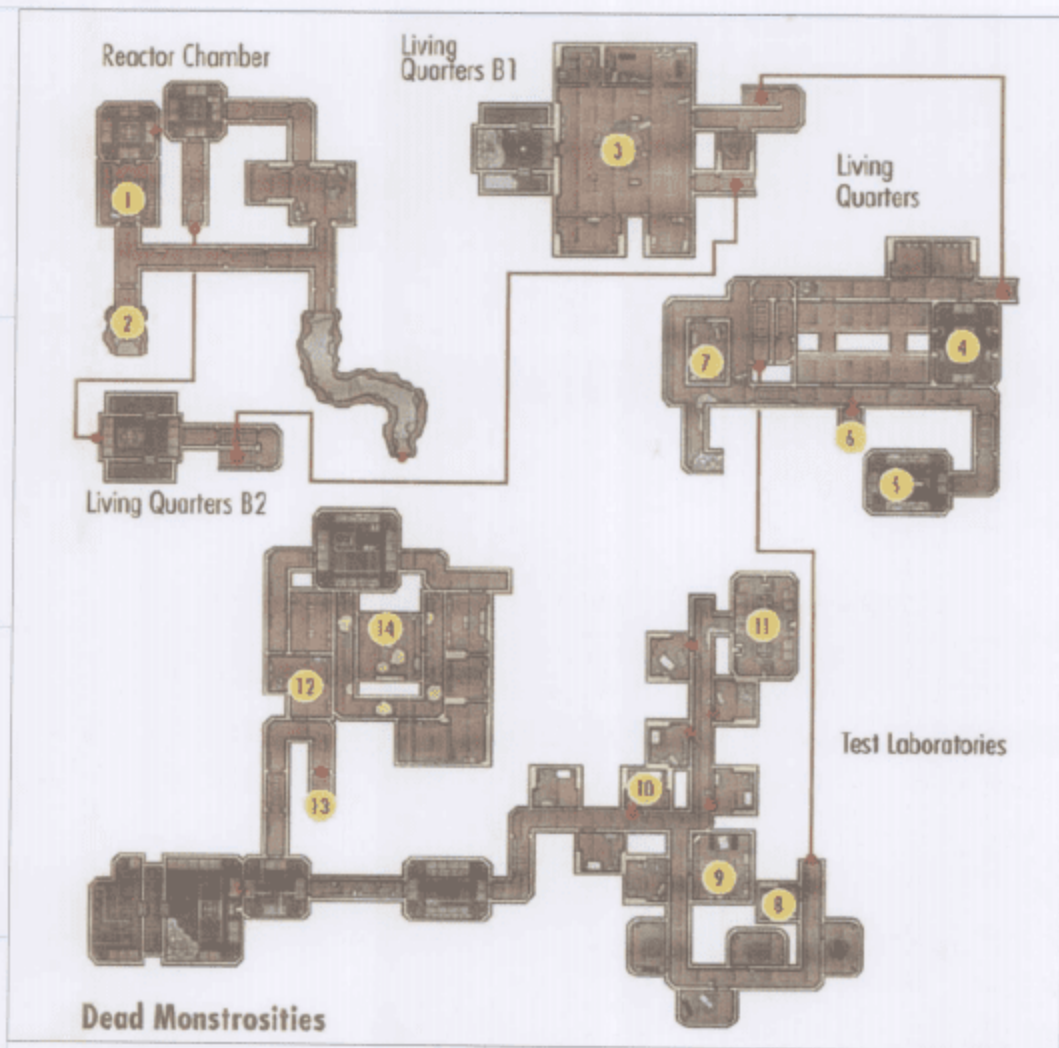 Reactor Chamber
Living
Quarters B1
1
3
Living
Quarters
2
4
7
6
5
Living Quarters B2
14
11
12
Test Laboratories
10
13
9
8
Dead Monstrosities